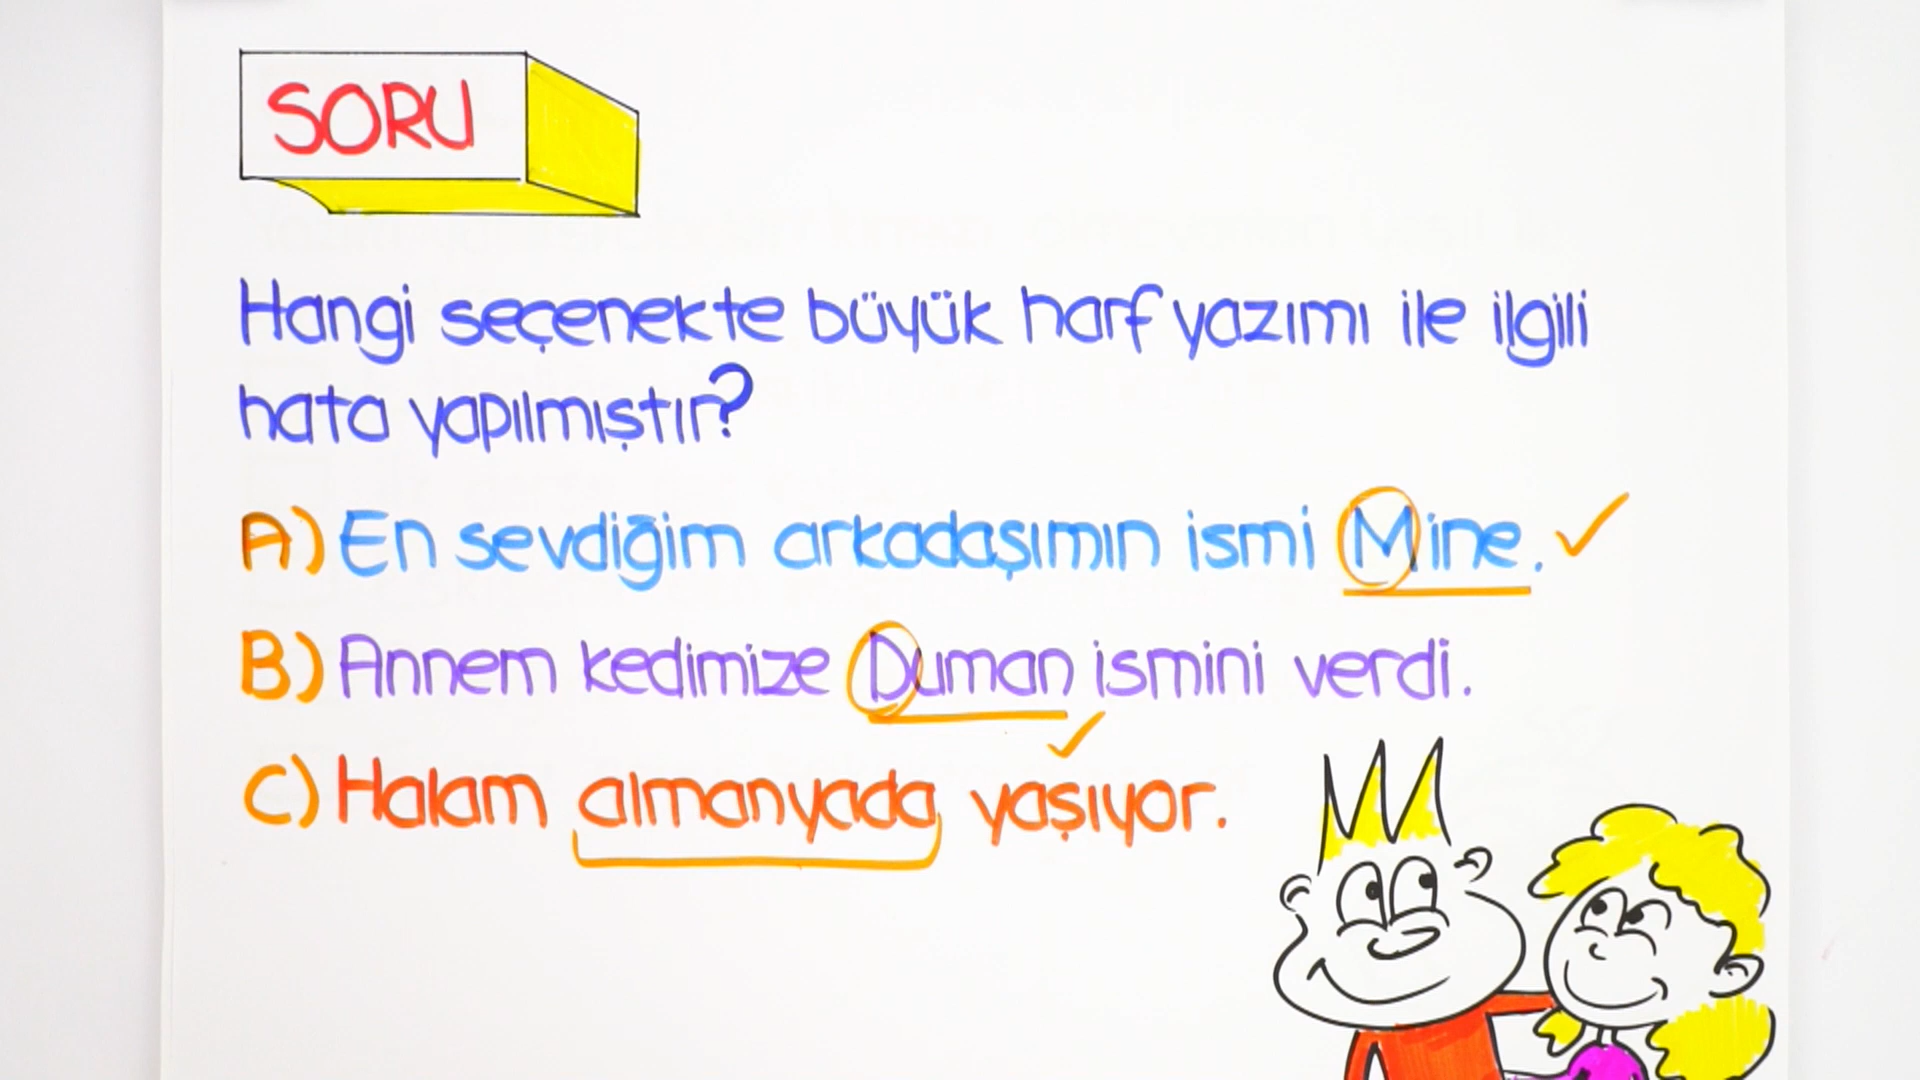 SORU
Hangi seçenekte büyük harf yazımı ile ilgili
hata yapılmıştır?
A) En sevdiğim arkadaşımın ismi Mine.
B) Annem kedimize Duman ismini verdi.
C) Halam almanyada yaşıyor.